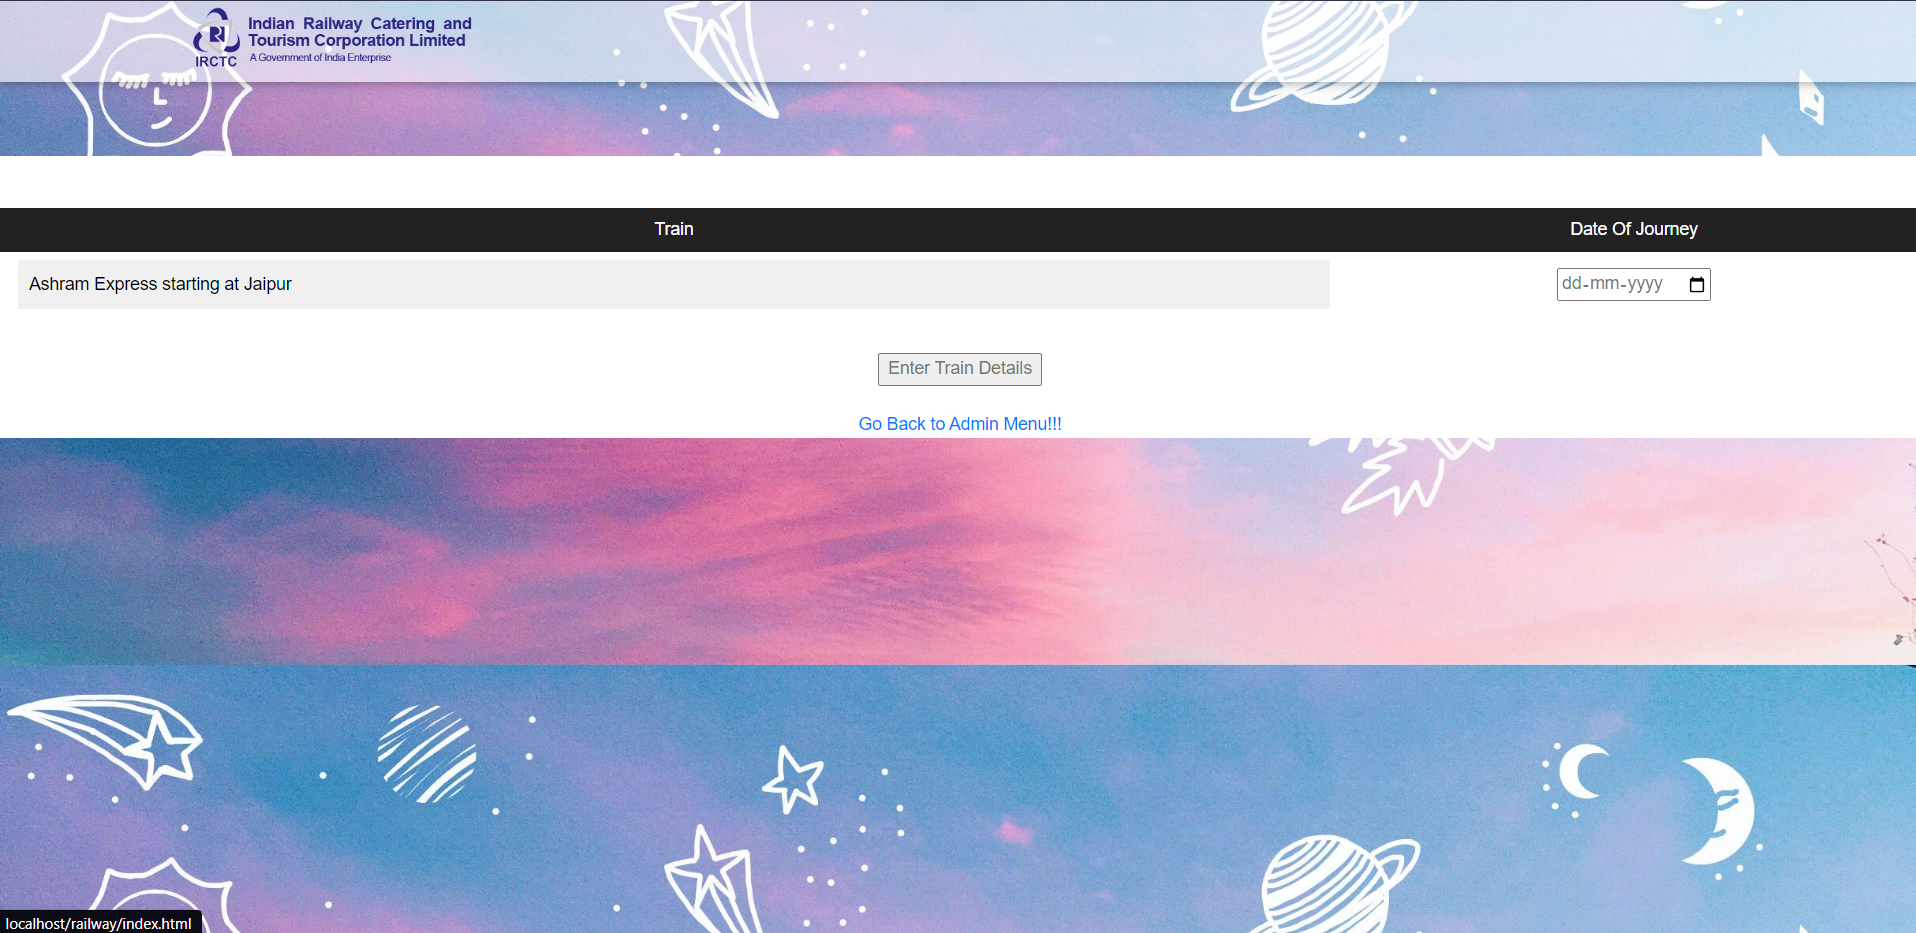 Indian Railway Catering and
Tourism Corporation Limited
A Government of India Enterprise
IRCTC
Train Date Of Journey
Ashram Express starting at Jaipur dd-mm-yyyy
Enter Train Details
Go Back to Admin Menu!!!
localhost/railway/index.html